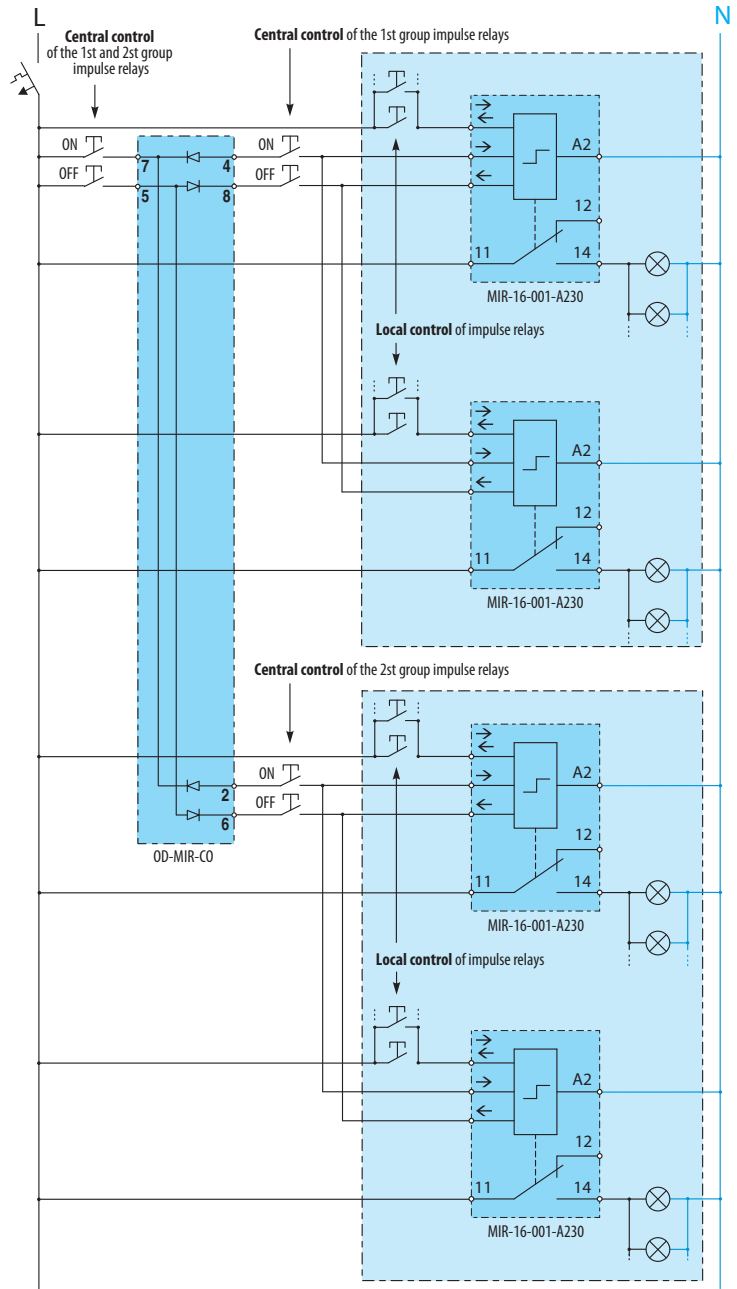 L
N
Central control
of the 1st and 2st group
impulse relays
Central control of the 1st group impulse relays
ON
OFF
7
4
5
8
ON
OFF
A2
12
11
14
MIR-16-001-A230
Local control of impulse relays
A2
12
11
14
MIR-16-001-A230
Central control of the 2st group impulse relays
ON
OFF
2
6
OD-MIR-CO
A2
12
11
14
MIR-16-001-A230
Local control of impulse relays
A2
12
11
14
MIR-16-001-A230